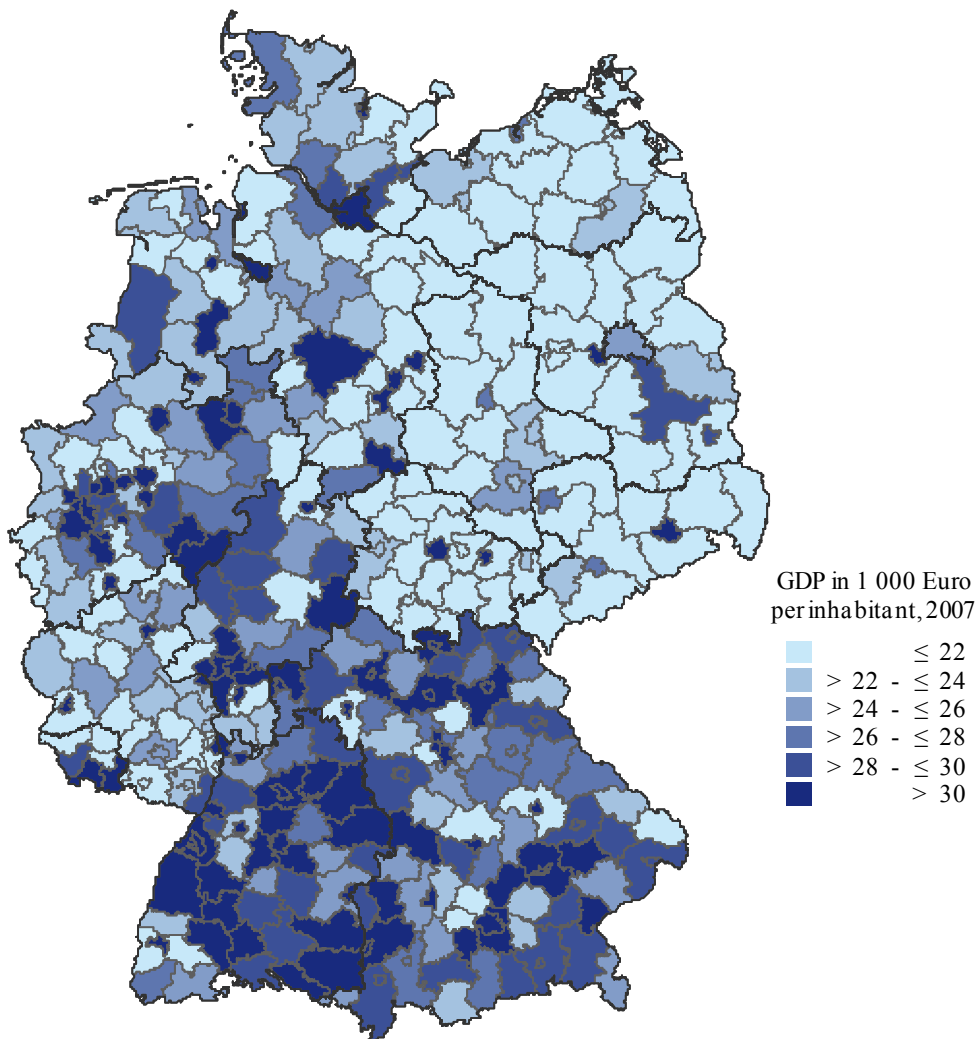 GDP in 1 000 Euro
per inhabitant, 2007
≤ 22
> 22 - ≤ 24
> 24 - ≤ 26
> 26 - ≤ 28
> 28 - ≤ 30
> 30